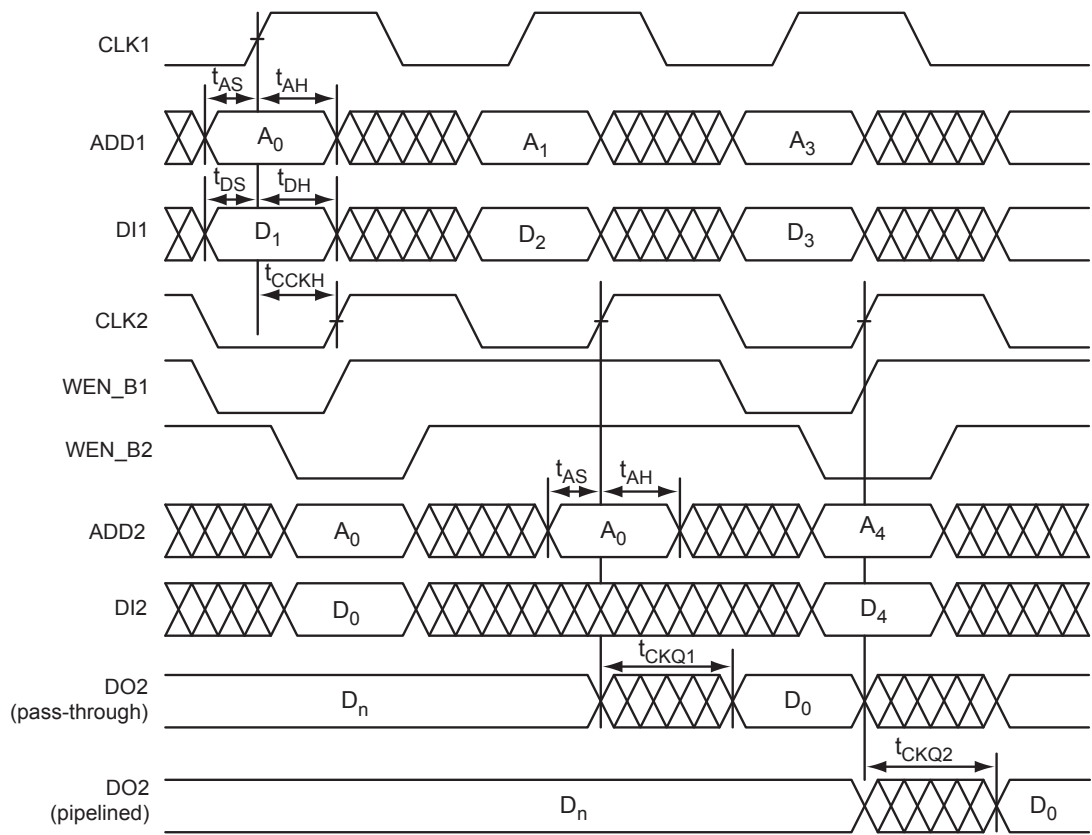 CLK1
tAS tAH
ADD1 A0 A1 A3
tDS tDH
DI1 D1 D2 D3
tCCKH
CLK2
WEN_B1
WEN_B2
tAS tAH
ADD2 A0 A0 A4
DI2 D0 D4
tCKQ1
DO2
(pass-through) Dn D0
tCKQ2
DO2
(pipelined) Dn D0